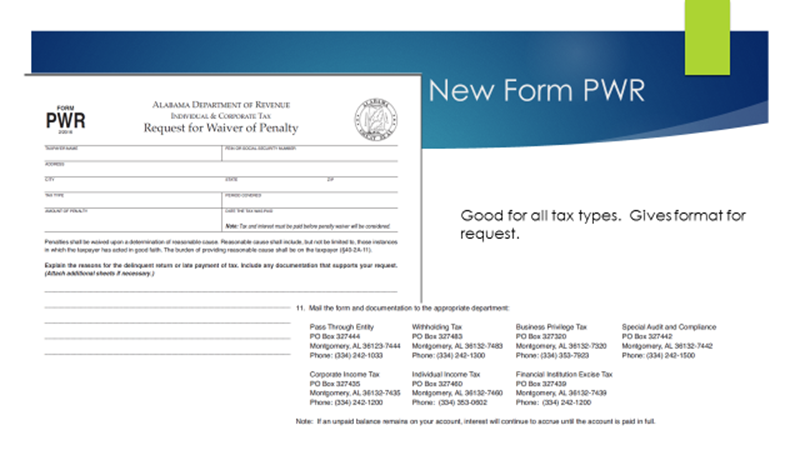 New Form PWR
FORM
PWR
ALABAMA DEPARTMENT OF REVENUE
INDIVIDUAL & CORPORATE TAX
Request for Waiver of Penalty
TAXPAYER NAME
FEIN OR SOCIAL SECURITY NUMBER
ADDRESS
CITY STATE ZIP
TAX TYPE
PERIOD COVERED
AMOUNT OF PENALTY
DATE THE TAX WAS PAID
Note: Tax and interest must be paid before penalty waiver will be considered.
Penalties shall be waived upon a determination of reasonable cause. Reasonable cause shall include, but not be limited to, those instances
in which the taxpayer has acted in good faith. The burden of providing reasonable cause shall be on the taxpayer (§40-2A-11).
Explain the reasons for the delinquent return or late payment of tax. Include any documentation that supports your request.
(Attach additional sheets if necessary.)
Good for all tax types. Gives format for
request.
11. Mail the form and documentation to the appropriate department:
Pass Through Entity
PO Box 327444
Montgomery, AL 36123-7444
Phone: (334) 242-1033
Withholding Tax
PO Box 327483
Montgomery, AL 36132-7483
Phone: (334) 242-1300
Business Privilege Tax
PO Box 327320
Montgomery, AL 36132-7320
Phone: (334) 353-7923
Special Audit and Compliance
PO Box 327442
Montgomery, AL 36132-7442
Phone: (334) 242-1500
Corporate Income Tax
PO Box 327435
Montgomery, AL 36132-7435
Phone: (334) 242-1200
Individual Income Tax
PO Box 327460
Montgomery, AL 36132-7460
Phone: (334) 353-0602
Financial Institution Excise Tax
PO Box 327439
Montgomery, AL 36132-7439
Phone: (334) 242-1200
Note: If an unpaid balance remains on your account, interest will continue to accrue until the account is paid in full.